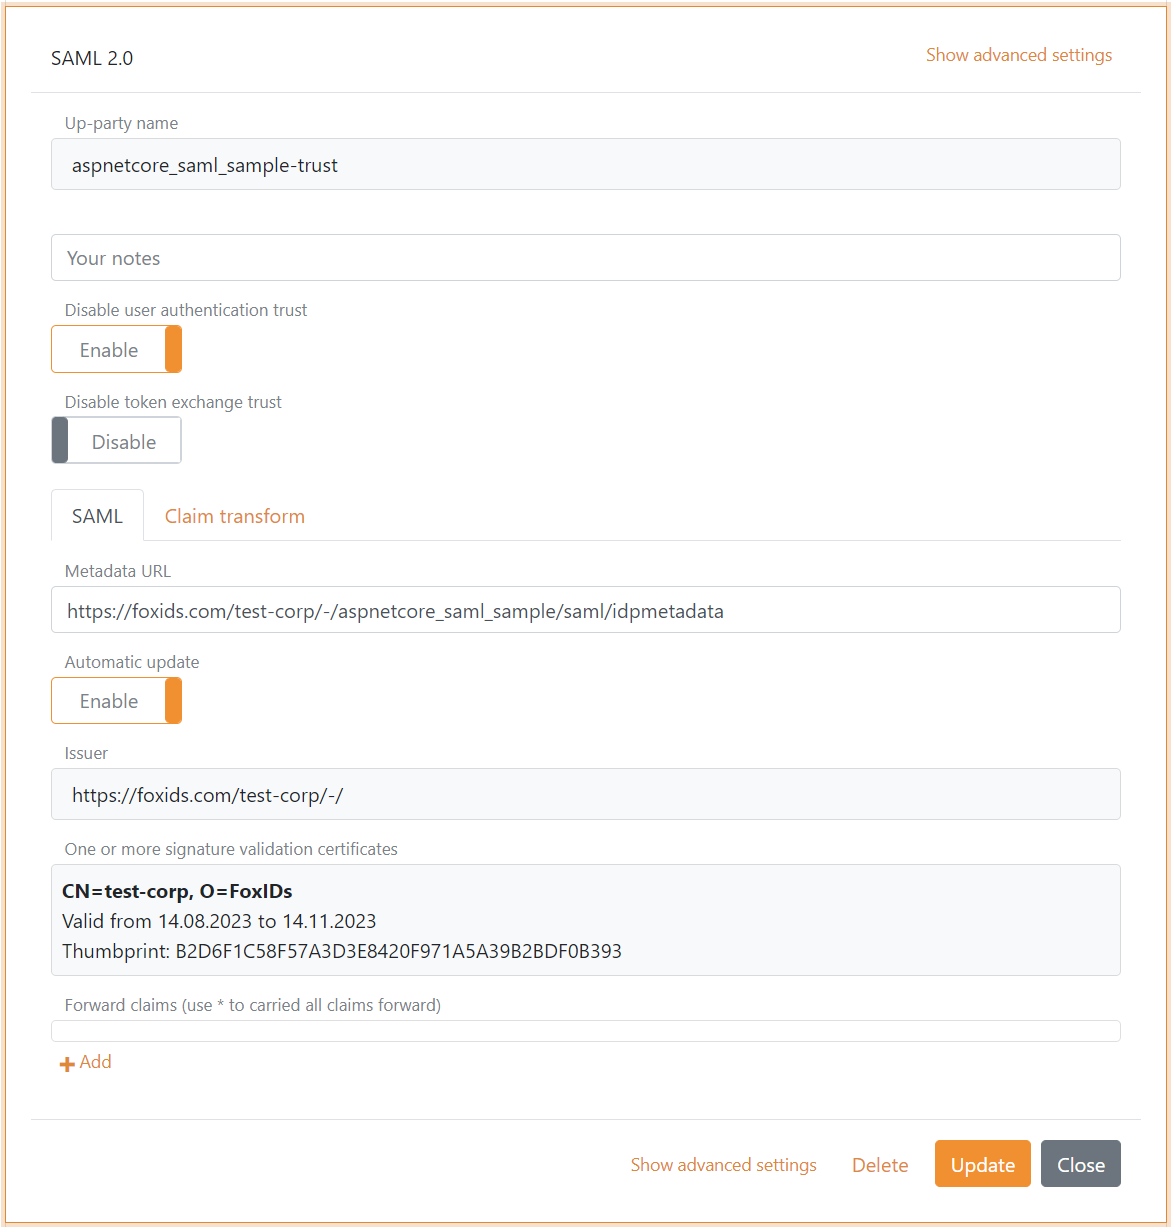 SAML 2.0
Show advanced settings
Up-party name
aspnetcore_saml_sample-trust
Your notes
Disable user authentication trust
Enable
Disable token exchange trust
Disable
SAML
Claim transform
Metadata URL
https://foxids.com/test-corp/-/aspnetcore_saml_sample/saml/idpmetadata
Automatic update
Enable
Issuer
https://foxids.com/test-corp/-/
One or more signature validation certificates
CN=test-corp, O=FoxIDs
Valid from 14.08.2023 to 14.11.2023
Thumbprint: B2D6F1C58F57A3D3E8420F971A5A39B2BDF0B393
Forward claims (use * to carried all claims forward)
Add
Show advanced settings
Delete
Update
Close